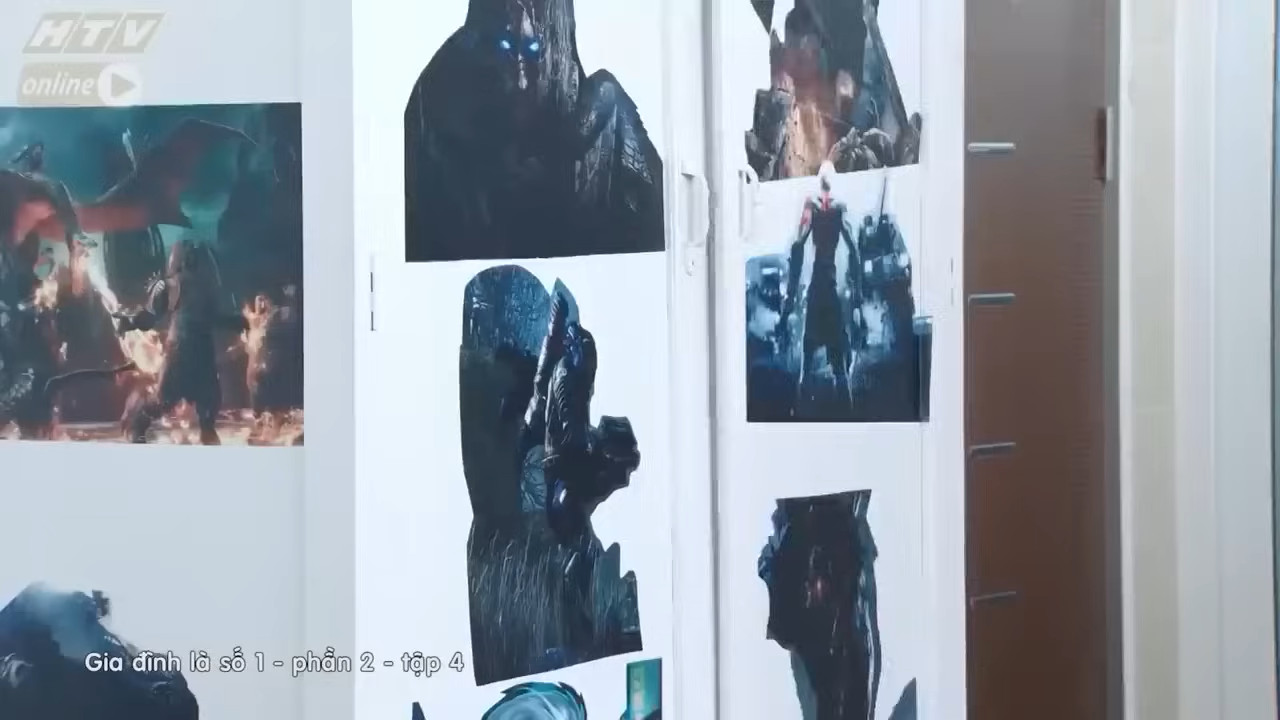 HTV
online
Gia đình là số 1 - phần 2 - tập 4